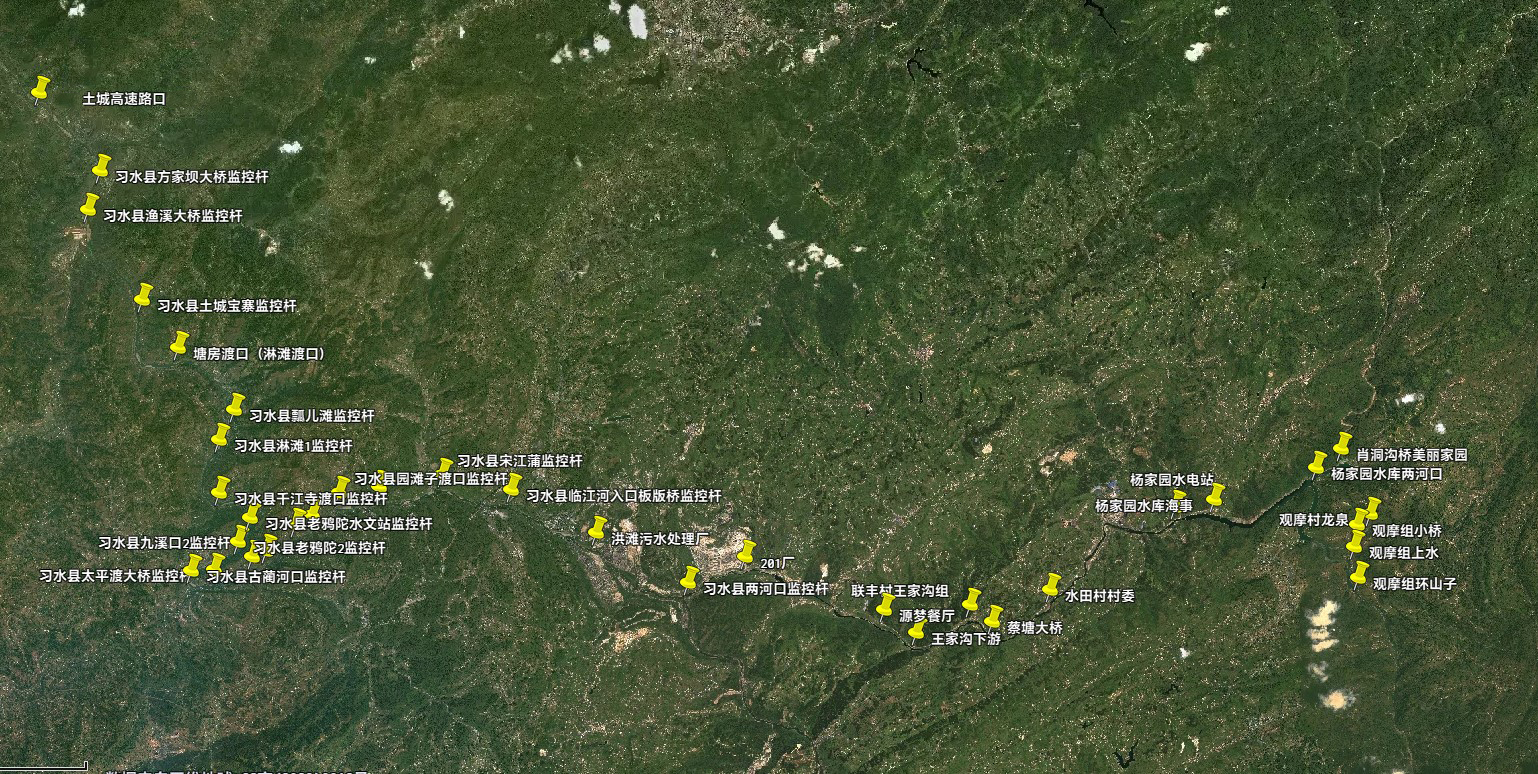 土城高速路口
习水县方家坝大桥监控杆
习水县渔溪大桥监控杆
习水县土城宝寨监控杆
塘房渡口（淋滩渡口）
习水县瓢儿滩监控杆
习水县淋滩1监控杆
习水县宋江蒲监控杆
习水县园滩子渡口监控杆
习水县临江河入口板版桥监控杆
习水县千江寺渡口监控杆
习水县老鸦陀水文站监控杆
习水县九溪口2监控杆
习水县老鸦陀2监控杆
习水县太平渡大桥监控杆
习水县古蔺河口监控杆
洪滩污水处理厂
201厂
习水县两河口监控杆
联丰村王家沟组
源梦餐厅
王家沟下游
蔡塘大桥
水田村村委
杨家园水电站
杨家园水库海事
肖洞沟桥美丽家园
杨家园水库两河口
观摩村龙泉
观摩组小桥
观摩组上水
观摩组环山子